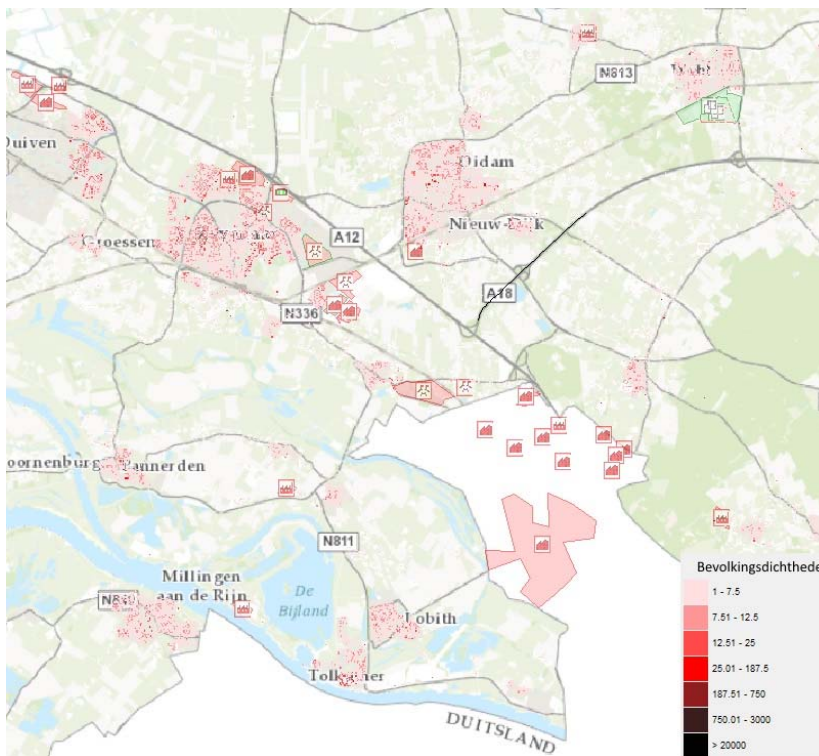 N813
Duiven
Didam
Nieuw-Dijk
Groessen
A12
A18
N336
Pannerden
N811
Millingen
aan de Rijn
De
Bijland
Lobith
DUITSLAND
Bevolkingsdichthede
1 - 7.5
7.51 - 12.5
12.51 - 25
25.01 - 187.5
187.51 - 750
750.01 - 3000
> 20000